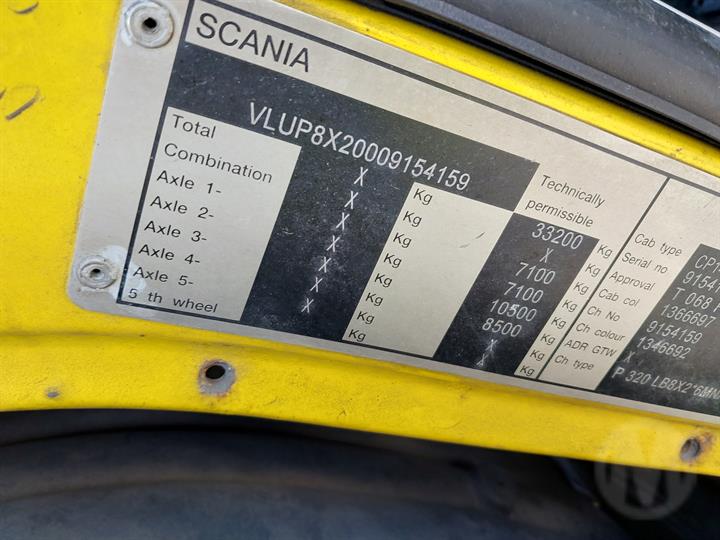 SCANIA
VLUP8X20009154159
Technically
permissible
Total X Kg 33200 Kg
Combination X Kg X Kg
Axle 1- X Kg 7100 Kg
Axle 2- X Kg 7100 Kg
Axle 3- X Kg 10500 Kg
Axle 4- X Kg 8500 Kg
Axle 5- X Kg X Kg
5 th wheel X Kg X Kg
Cab type
Serial no 9154
Approval T 068
Cab col 1366697
Ch No 9154159
Ch colour 1346692
ADR GTW X
Ch type P 320 LB8X2*6MN
M